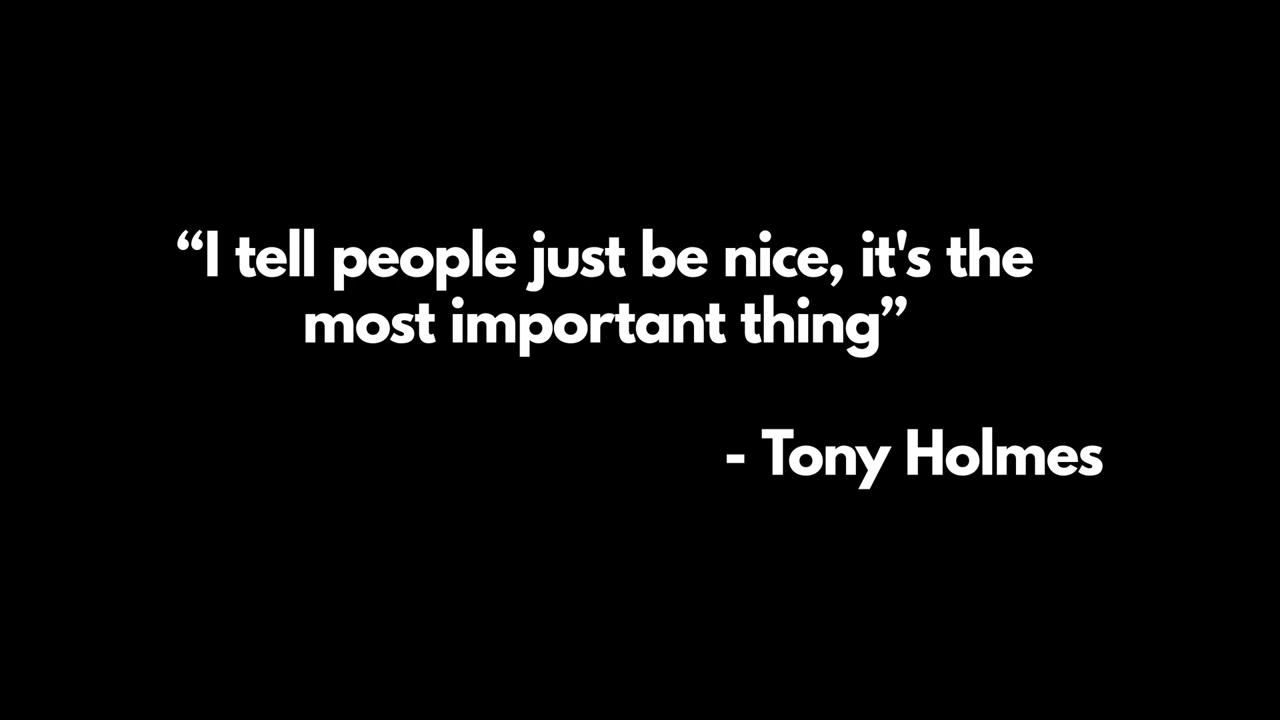 “I tell people just be nice, it's the
most important thing”
- Tony Holmes